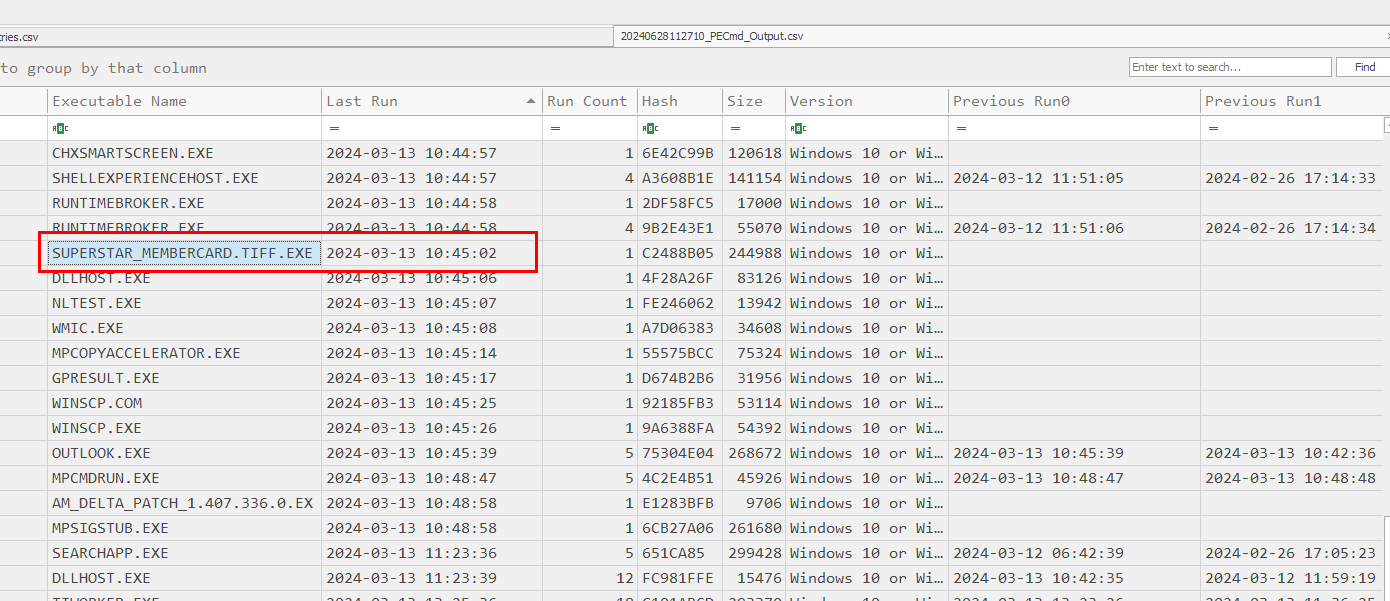 ries.csv 20240628112710_PECmd_Output.csv
to group by that column Enter text to search... Find
Executable Name Last Run Run Count Hash Size Version Previous Run0 Previous Run1
ABC = = ABC = ABC = =
CHXSMARTSCREEN.EXE 2024-03-13 10:44:57 1 6E42C99B 120618 Windows 10 or Wi…
SHELLEXPERIENCEHOST.EXE 2024-03-13 10:44:57 4 A3608B1E 141154 Windows 10 or Wi… 2024-03-12 11:51:05 2024-02-26 17:14:33
RUNTIMEBROKER.EXE 2024-03-13 10:44:58 1 2DF58FC5 17000 Windows 10 or Wi…
RUNTIMEBROKER.EXE 2024-03-13 10:44:58 4 9B2E43E1 55070 Windows 10 or Wi… 2024-03-12 11:51:06 2024-02-26 17:14:34
SUPERSTAR_MEMBERCARD.TIFF.EXE 2024-03-13 10:45:02 1 C2488B05 244988 Windows 10 or Wi…
DLLHOST.EXE 2024-03-13 10:45:06 1 4F28A26F 83126 Windows 10 or Wi…
NLTEST.EXE 2024-03-13 10:45:07 1 FE246062 13942 Windows 10 or Wi…
WMIC.EXE 2024-03-13 10:45:08 1 A7D06383 34608 Windows 10 or Wi…
MPCOPYACCELERATOR.EXE 2024-03-13 10:45:14 1 55575BCC 75324 Windows 10 or Wi…
GPRESULT.EXE 2024-03-13 10:45:17 1 D674B2B6 31956 Windows 10 or Wi…
WINSCP.COM 2024-03-13 10:45:25 1 92185FB3 53114 Windows 10 or Wi…
WINSCP.EXE 2024-03-13 10:45:26 1 9A6388FA 54392 Windows 10 or Wi…
OUTLOOK.EXE 2024-03-13 10:45:39 5 75304E04 268672 Windows 10 or Wi… 2024-03-13 10:45:39 2024-03-13 10:42:36
MPCMDRUN.EXE 2024-03-13 10:48:47 5 4C2E4B51 45926 Windows 10 or Wi… 2024-03-13 10:48:47 2024-03-13 10:48:48
AM_DELTA_PATCH_1.407.336.0.EX 2024-03-13 10:48:58 1 E1283BFB 9706 Windows 10 or Wi…
MPSIGSTUB.EXE 2024-03-13 10:48:58 1 6CB27A06 261680 Windows 10 or Wi…
SEARCHAPP.EXE 2024-03-13 11:23:36 5 651CA85 299428 Windows 10 or Wi… 2024-03-12 06:42:39 2024-02-26 17:05:23
DLLHOST.EXE 2024-03-13 11:23:39 12 FC981FFE 15476 Windows 10 or Wi… 2024-03-13 10:42:35 2024-03-12 11:59:19